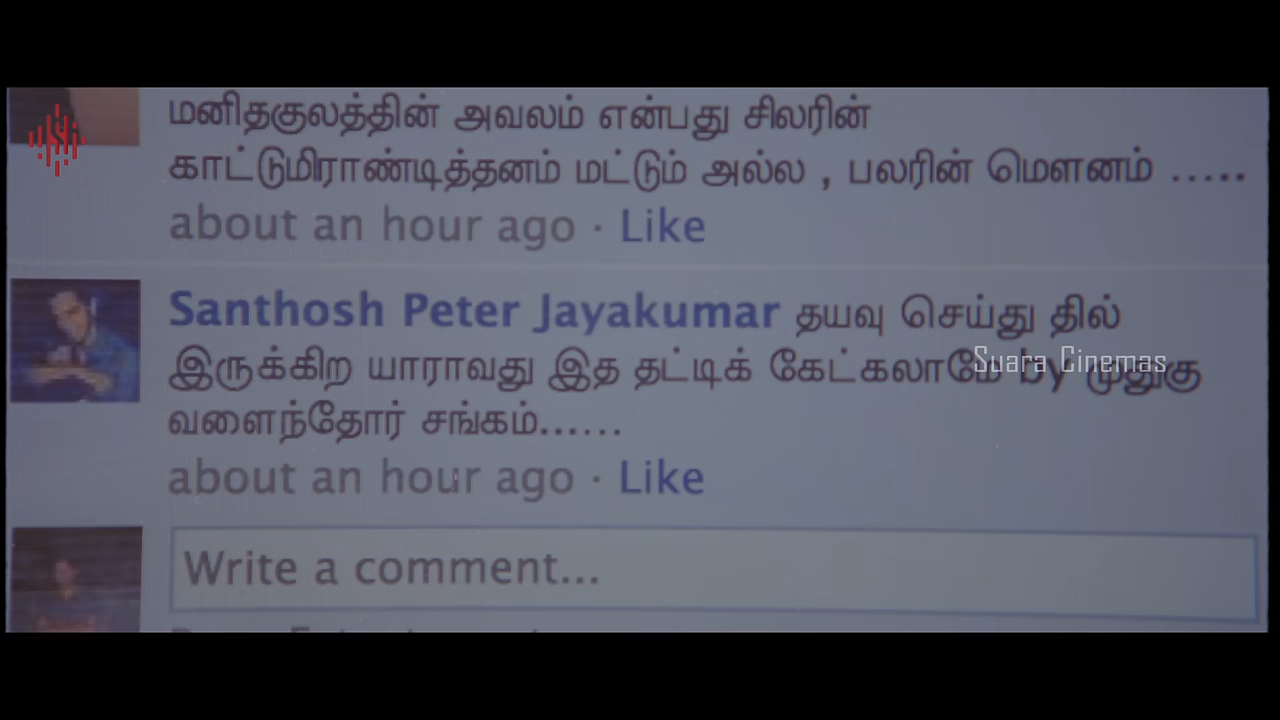 மனிதகுலத்தின் அவலம் என்பது சிலரின்
காட்டுமிராண்டித்தனம் மட்டும் அல்ல , பலரின் மௌனம் .....
about an hour ago · Like
Santhosh Peter Jayakumar தயவு செய்து தில்
இருக்கிற யாராவது இத தட்டிக் கேட்கலாமே by முதுகு
Suara Cinemas
வளைந்தோர் சங்கம்......
about an hour ago · Like
Write a comment...